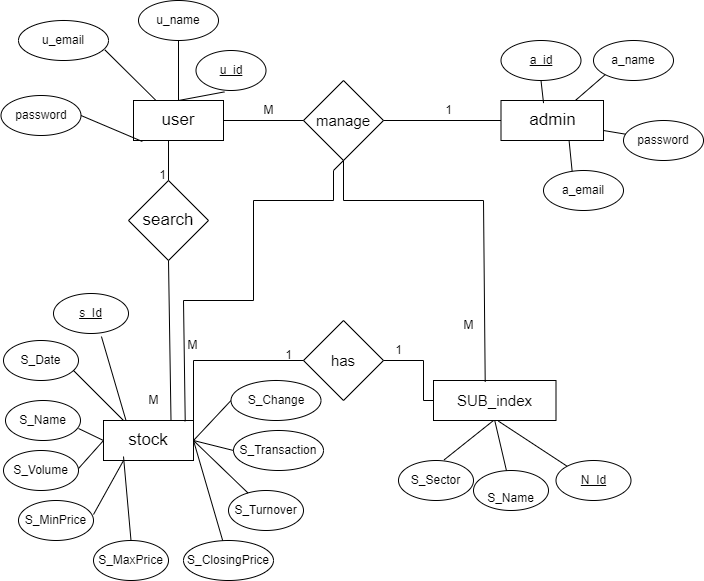 u_name
u_email
u_id
a_id
a_name
password
user
M
manage
1
admin
password
a_email
1
search
s_Id
M
M
1
has
1
S_Date
M
S_Change
SUB_index
S_Name
stock
S_Transaction
S_Volume
S_Sector
S_Name
N_Id
S_MinPrice
S_Turnover
S_MaxPrice
S_ClosingPrice